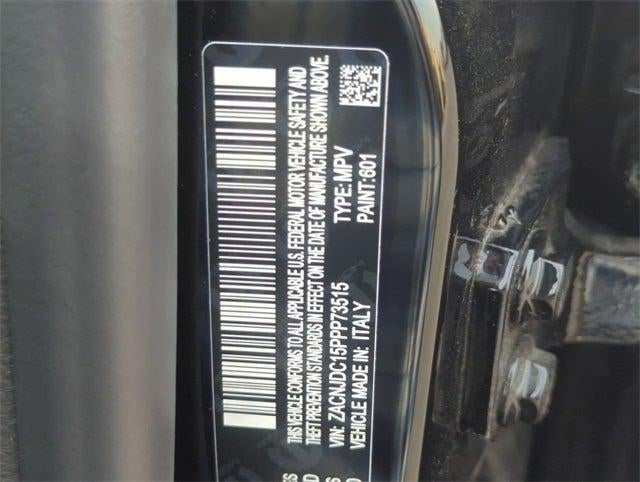 THIS VEHICLE CONFORMS TO ALL APPLICABLE U.S. FEDERAL MOTOR VEHICLE SAFETY AND
THEFT PREVENTION STANDARDS IN EFFECT ON THE DATE OF MANUFACTURE SHOWN ABOVE.
VIN: ZACNJDC15PPP73515 TYPE: MPV
VEHICLE MADE IN: ITALY PAINT: 601